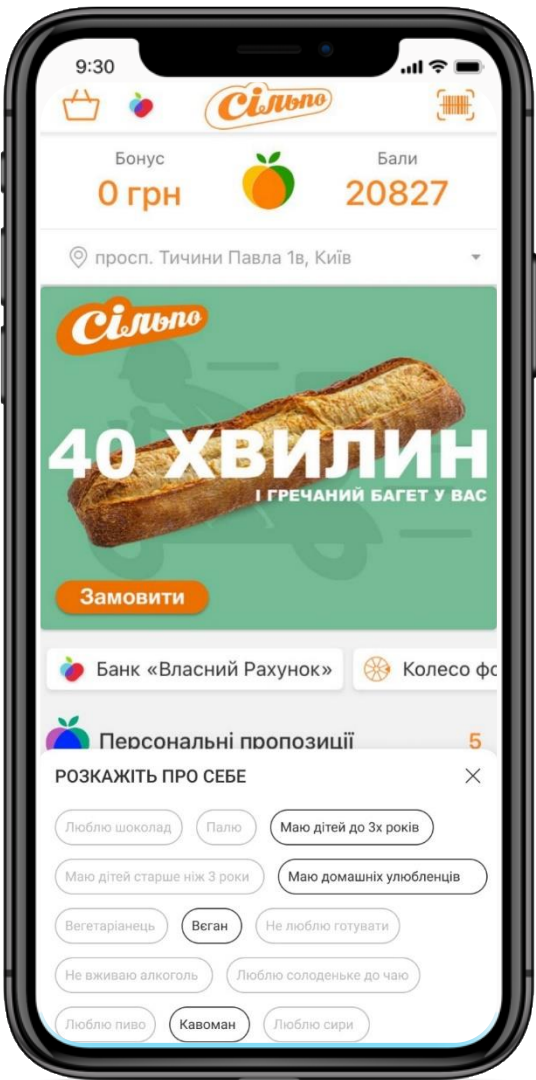 9:30
Сільпо
Бонус
Бали
0 грн
20827
просп. Тичини Павла 1в, Київ
Сільпо
40 ХВИЛИН
І ГРЕЧАНИЙ БАГЕТ У ВАС
Замовити
Банк «Власний Рахунок»
Колесо фо
Персональні пропозиції
5
РОЗКАЖІТЬ ПРО СЕБЕ
Люблю шоколад
Палю
Маю дітей до 3х років
Маю дітей старше ніж 3 роки
Маю домашніх улюбленців
Вегетаріанець
Вєган
Не люблю готувати
Не вживаю алкоголь
Люблю солоденьке до чаю
Люблю пиво
Кавоман
Люблю сири